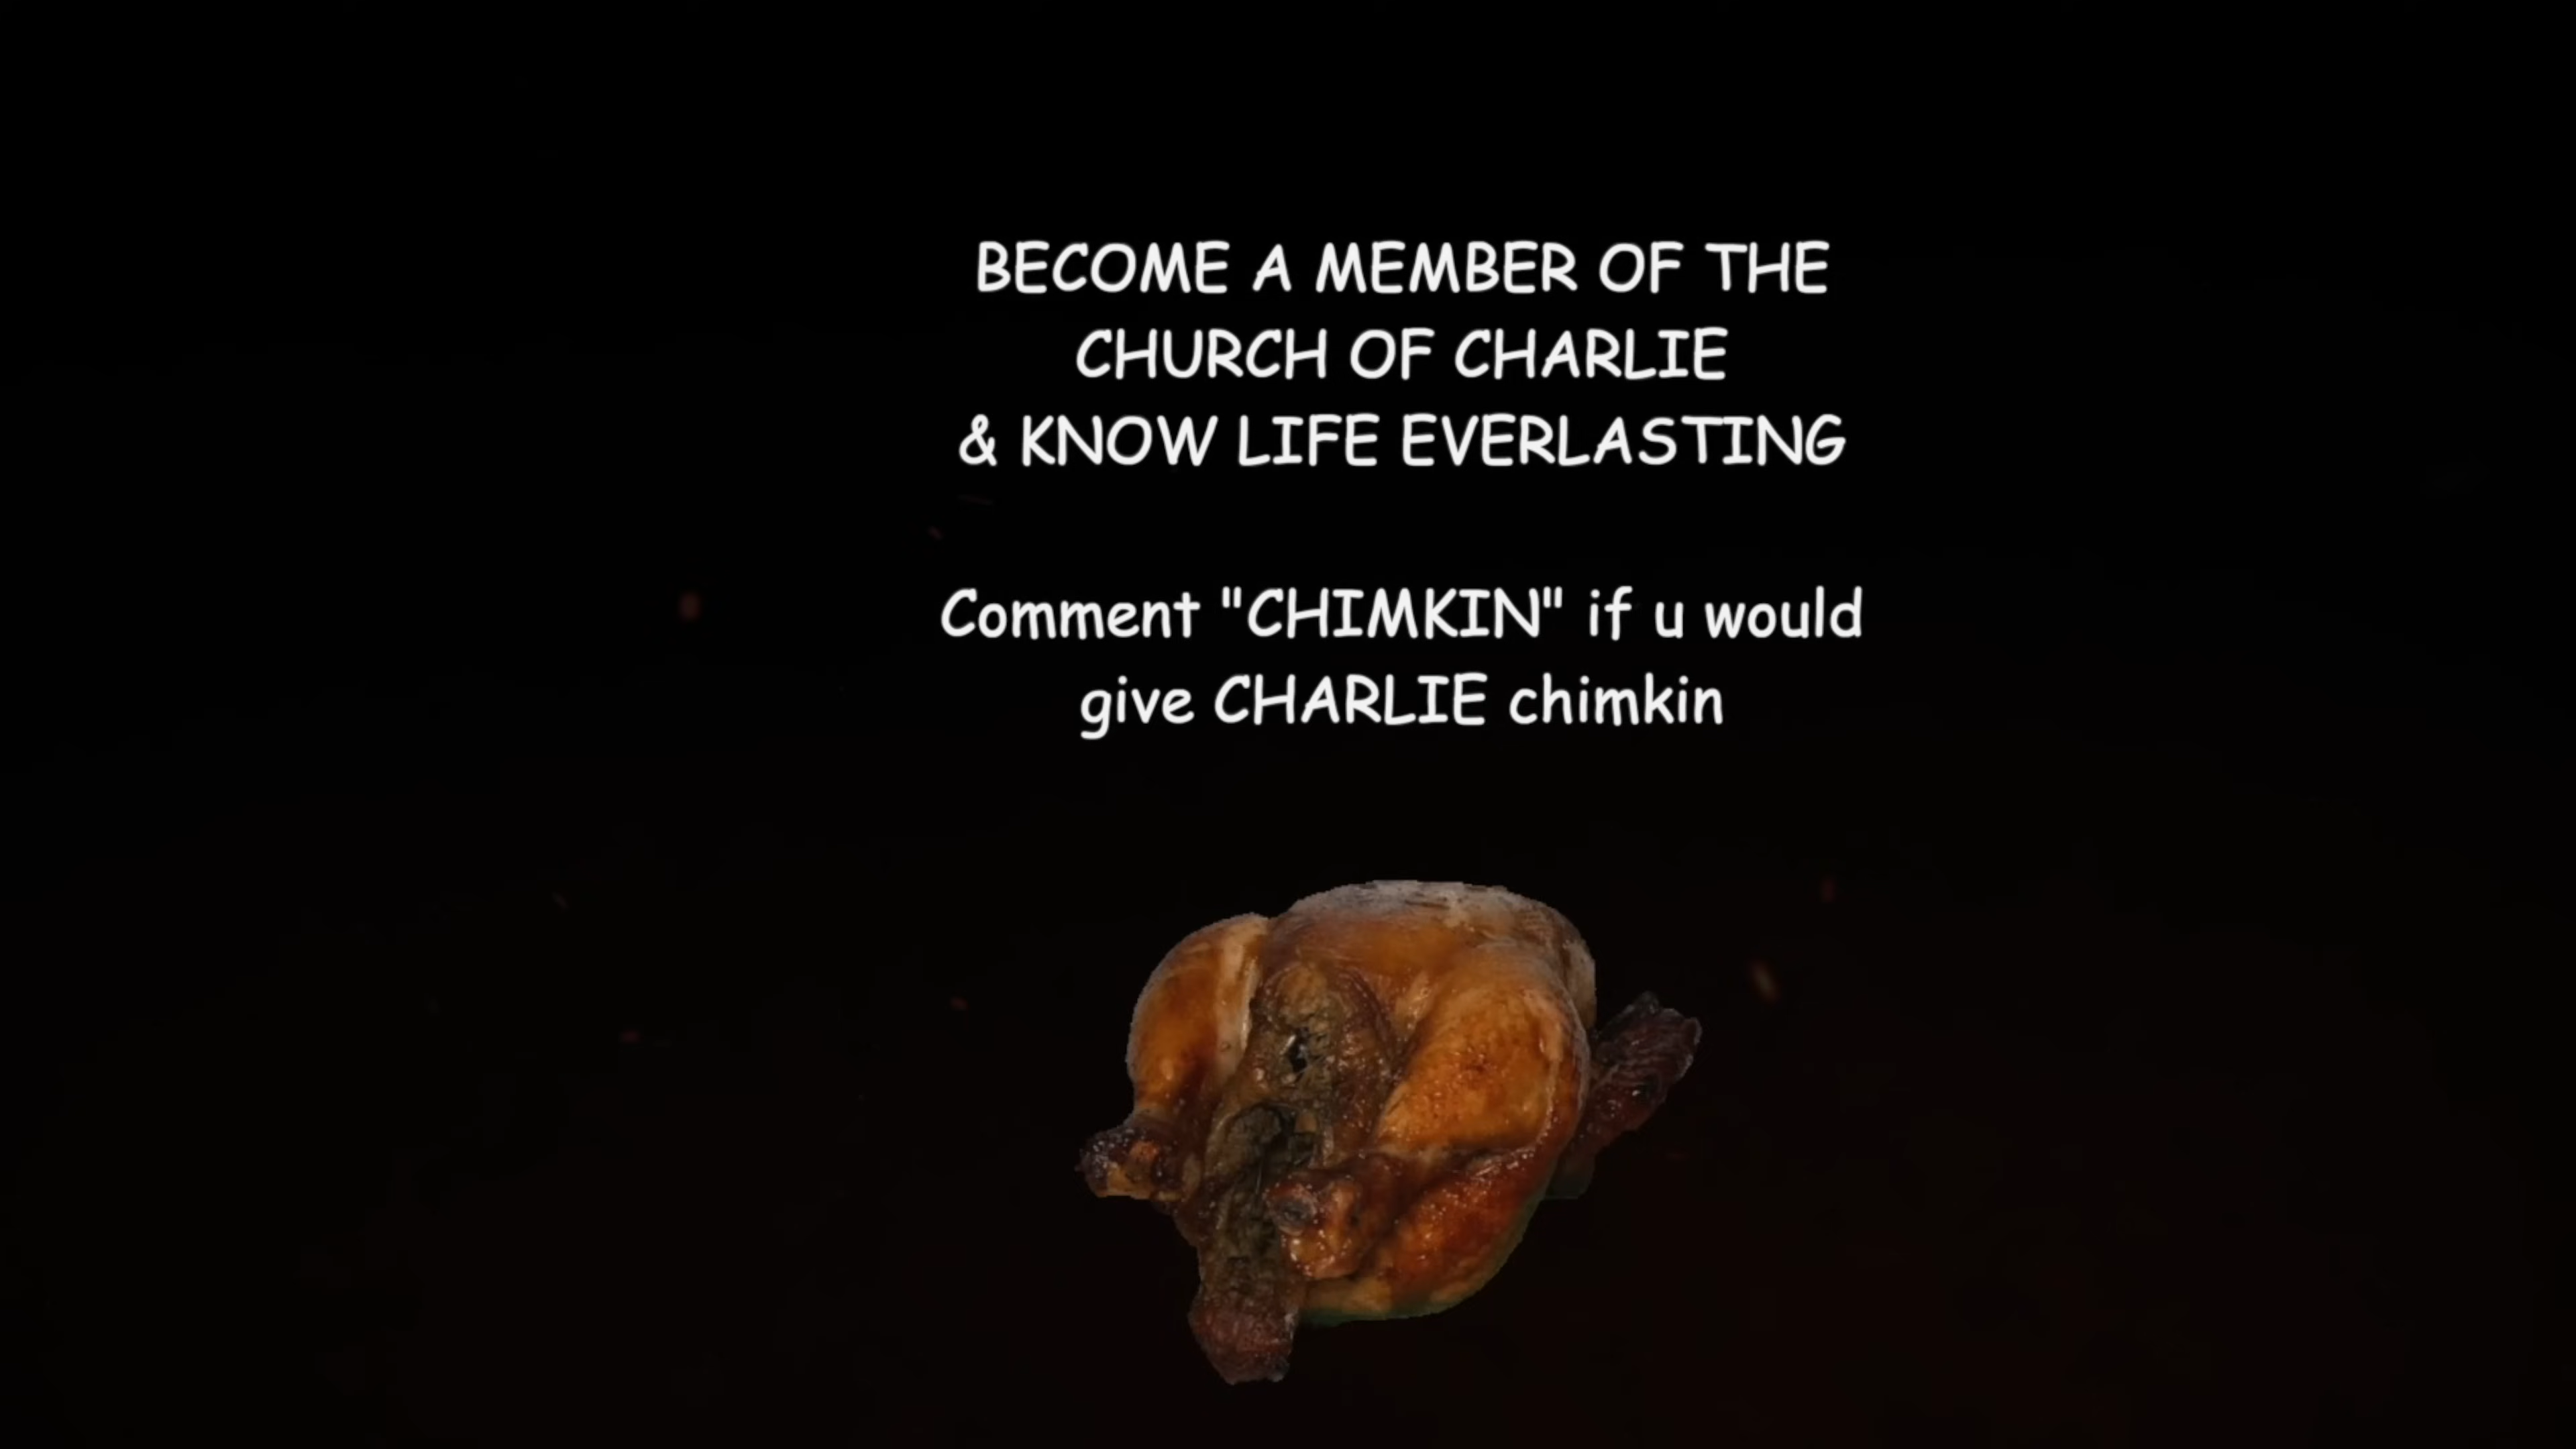 BECOME A MEMBER OF THE
CHURCH OF CHARLIE
& KNOW LIFE EVERLASTING
Comment "CHIMKIN" if u would
give CHARLIE chimkin